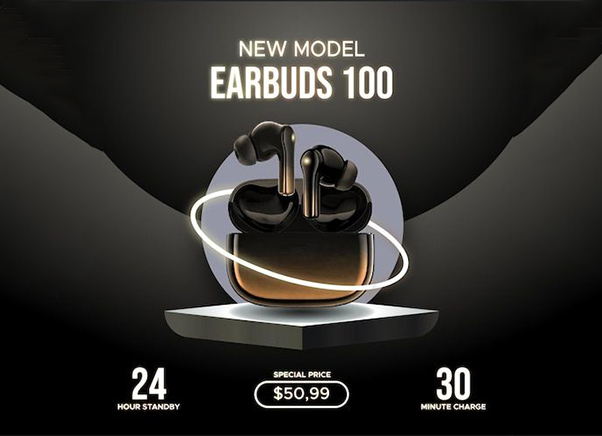 NEW MODEL
EARBUDS 100
24
HOUR STANDBY
SPECIAL PRICE
$50,99
30
MINUTE CHARGE